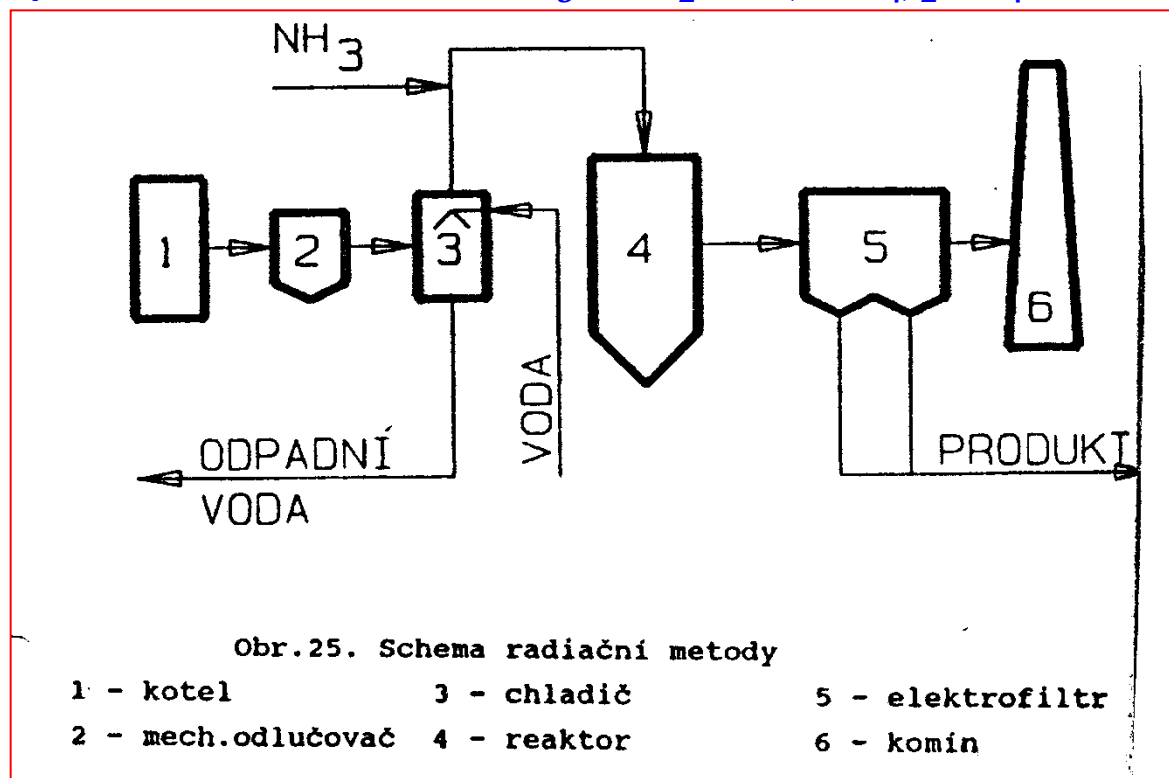 NH3
1
2
3
4
5
6
VODA
ODPADNÍ
VODA
PRODUKT
Obr.25. Schema radiační metody
1 - kotel 3 - chladič 5 - elektrofiltr
2 - mech.odlučovač 4 - reaktor 6 - komín